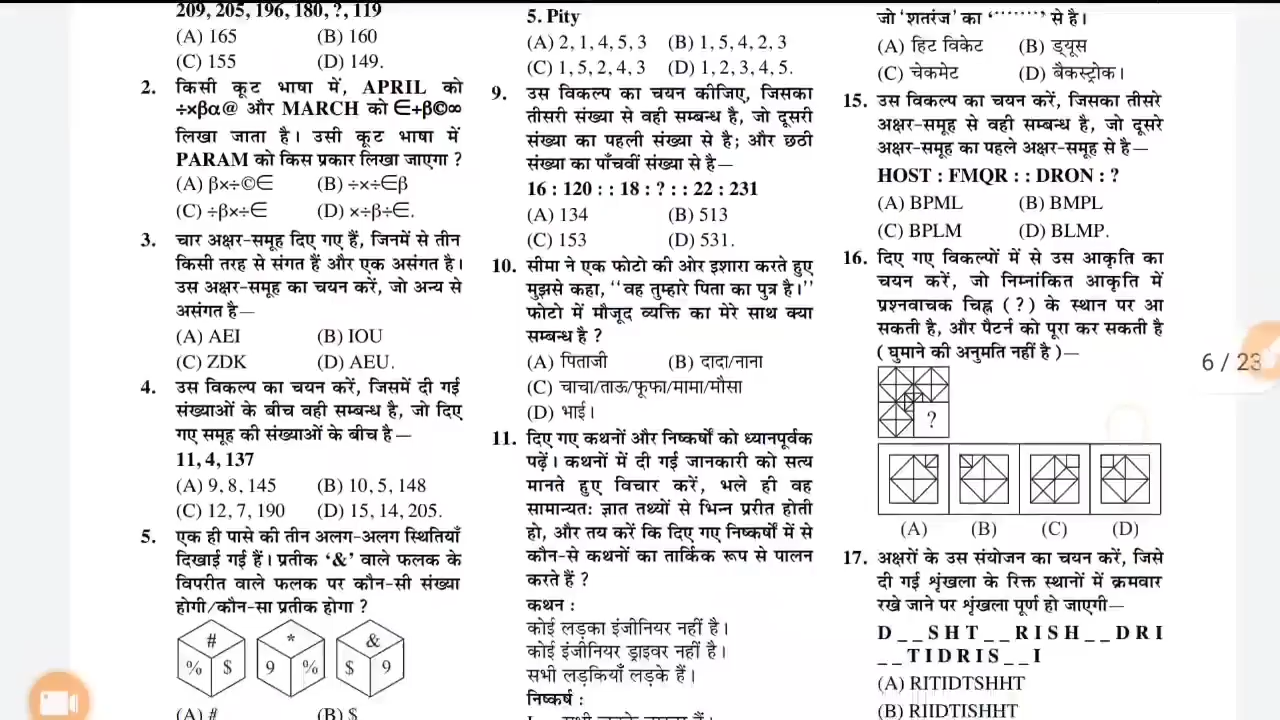 209, 205, 196, 180, ?, 119
(A) 165 (B) 160
(C) 155 (D) 149.
2. किसी कूट भाषा में, APRIL को
÷×βα@ और MARCH को ∈+β©∞
लिखा जाता है। उसी कूट भाषा में
PARAM को किस प्रकार लिखा जाएगा ?
(A) β×÷©∈ (B) ÷×÷∈β
(C) ÷β×÷∈ (D) ×÷β÷∈.
3. चार अक्षर-समूह दिए गए हैं, जिनमें से तीन
किसी तरह से संगत हैं और एक असंगत है।
उस अक्षर-समूह का चयन करें, जो अन्य से
असंगत है—
(A) AEI (B) IOU
(C) ZDK (D) AEU.
4. उस विकल्प का चयन करें, जिसमें दी गई
संख्याओं के बीच वही सम्बन्ध है, जो दिए
गए समूह की संख्याओं के बीच है—
11, 4, 137
(A) 9, 8, 145 (B) 10, 5, 148
(C) 12, 7, 190 (D) 15, 14, 205.
5. एक ही पासे की तीन अलग-अलग स्थितियाँ
दिखाई गई हैं। प्रतीक ‘&’ वाले फलक के
विपरीत वाले फलक पर कौन-सी संख्या
होगी/कौन-सा प्रतीक होगा ?
# * &
% $ 9 % $ 9
(A) # (B) $
5. Pity
(A) 2, 1, 4, 5, 3 (B) 1, 5, 4, 2, 3
(C) 1, 5, 2, 4, 3 (D) 1, 2, 3, 4, 5.
9. उस विकल्प का चयन कीजिए, जिसका
तीसरी संख्या से वही सम्बन्ध है, जो दूसरी
संख्या का पहली संख्या से है; और छठी
संख्या का पाँचवीं संख्या से है—
16 : 120 : : 18 : ? : : 22 : 231
(A) 134 (B) 513
(C) 153 (D) 531.
10. सीमा ने एक फोटो की ओर इशारा करते हुए
मुझसे कहा, ‘‘वह तुम्हारे पिता का पुत्र है।’’
फोटो में मौजूद व्यक्ति का मेरे साथ क्या
सम्बन्ध है ?
(A) पिताजी (B) दादा/नाना
(C) चाचा/ताऊ/फूफा/मामा/मौसा
(D) भाई।
11. दिए गए कथनों और निष्कर्षों को ध्यानपूर्वक
पढ़ें। कथनों में दी गई जानकारी को सत्य
मानते हुए विचार करें, भले ही वह
सामान्यतः ज्ञात तथ्यों से भिन्न प्ररीत होती
हो, और तय करें कि दिए गए निष्कर्षों में से
कौन-से कथनों का तार्किक रूप से पालन
करते हैं ?
कथन :
कोई लड़का इंजीनियर नहीं है।
कोई इंजीनियर ड्राइवर नहीं है।
सभी लड़कियाँ लड़के हैं।
निष्कर्ष :
जो ‘शतरंज’ का ‘········’ से है।
(A) हिट विकेट (B) ड्यूस
(C) चेकमेट (D) बैकस्ट्रोक।
15. उस विकल्प का चयन करें, जिसका तीसरे
अक्षर-समूह से वही सम्बन्ध है, जो दूसरे
अक्षर-समूह का पहले अक्षर-समूह से है—
HOST : FMQR : : DRON : ?
(A) BPML (B) BMPL
(C) BPLM (D) BLMP.
16. दिए गए विकल्पों में से उस आकृति का
चयन करें, जो निम्नांकित आकृति में
प्रश्नवाचक चिह्न ( ? ) के स्थान पर आ
सकती है, और पैटर्न को पूरा कर सकती है
( घुमाने की अनुमति नहीं है )—
?
(A) (B) (C) (D)
17. अक्षरों के उस संयोजन का चयन करें, जिसे
दी गई शृंखला के रिक्त स्थानों में क्रमवार
रखे जाने पर शृंखला पूर्ण हो जाएगी—
D _ _ S H T _ _ R I S H _ _ D R I
_ _ T I D R I S _ _ I
(A) RITIDTSHHT
(B) RIIDTISHHT
6 / 23